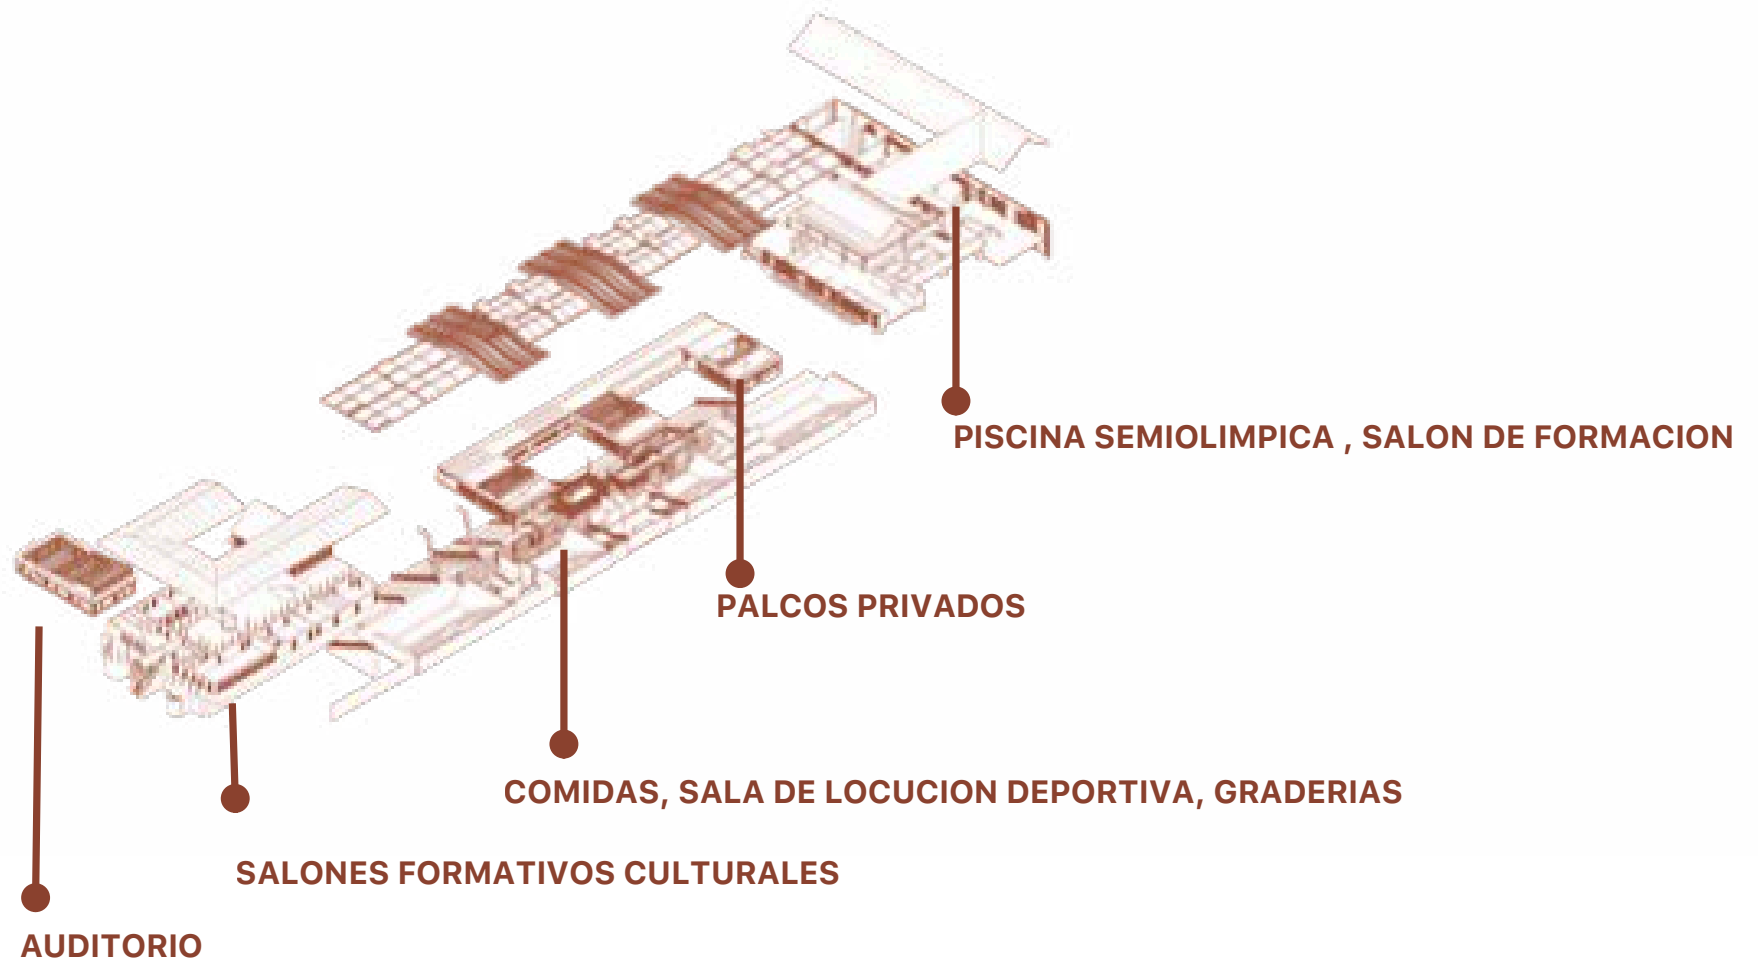 PISCINA SEMIOLIMPICA , SALON DE FORMACION
PALCOS PRIVADOS
COMIDAS, SALA DE LOCUCION DEPORTIVA, GRADERIAS
SALONES FORMATIVOS CULTURALES
AUDITORIO